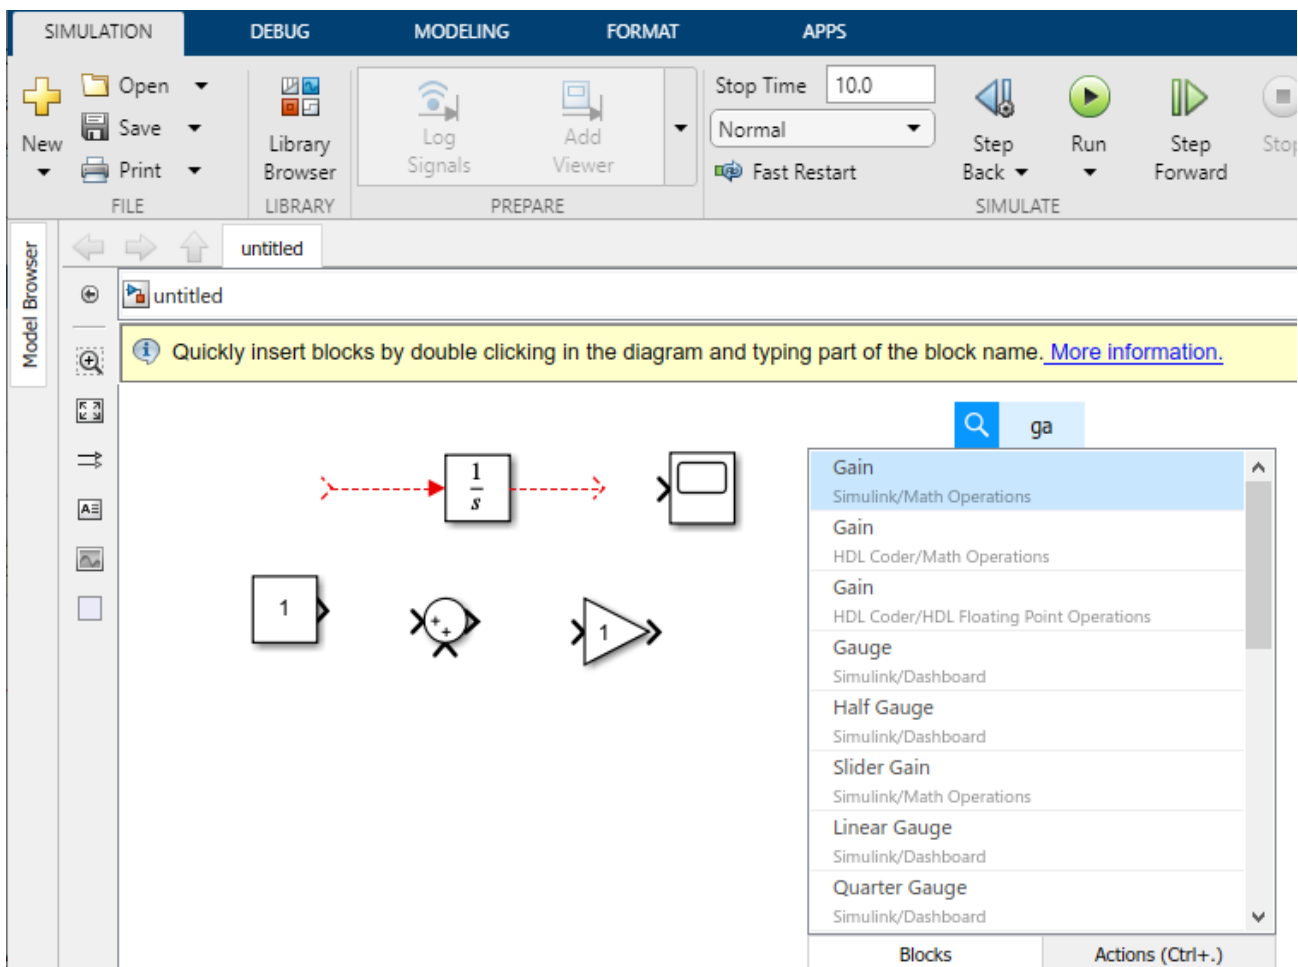 SIMULATION DEBUG MODELING FORMAT APPS
New
Open
Save
Print
FILE
Library
Browser
LIBRARY
Log
Signals
Add
Viewer
PREPARE
Stop Time 10.0
Normal
Fast Restart
Step
Back
Run
Step
Forward
Stop
SIMULATE
Model Browser
untitled
untitled
Quickly insert blocks by double clicking in the diagram and typing part of the block name. More information.
ga
1
s
1
+
+
1
Gain
Simulink/Math Operations
Gain
HDL Coder/Math Operations
Gain
HDL Coder/HDL Floating Point Operations
Gauge
Simulink/Dashboard
Half Gauge
Simulink/Dashboard
Slider Gain
Simulink/Math Operations
Linear Gauge
Simulink/Dashboard
Quarter Gauge
Simulink/Dashboard
Blocks Actions (Ctrl+.)